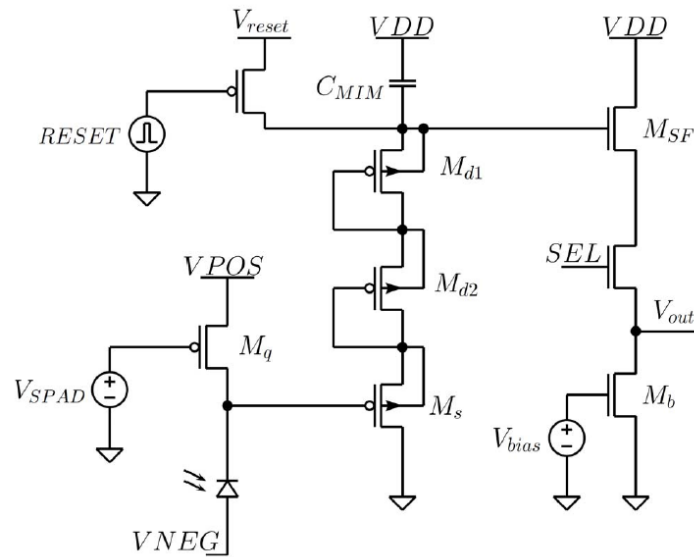 V_reset
VDD
VDD
C_MIM
RESET
M_SF
M_d1
SEL
VPOS
M_d2
V_out
M_q
V_SPAD
+
−
M_s
M_b
V_bias
+
−
VNEG